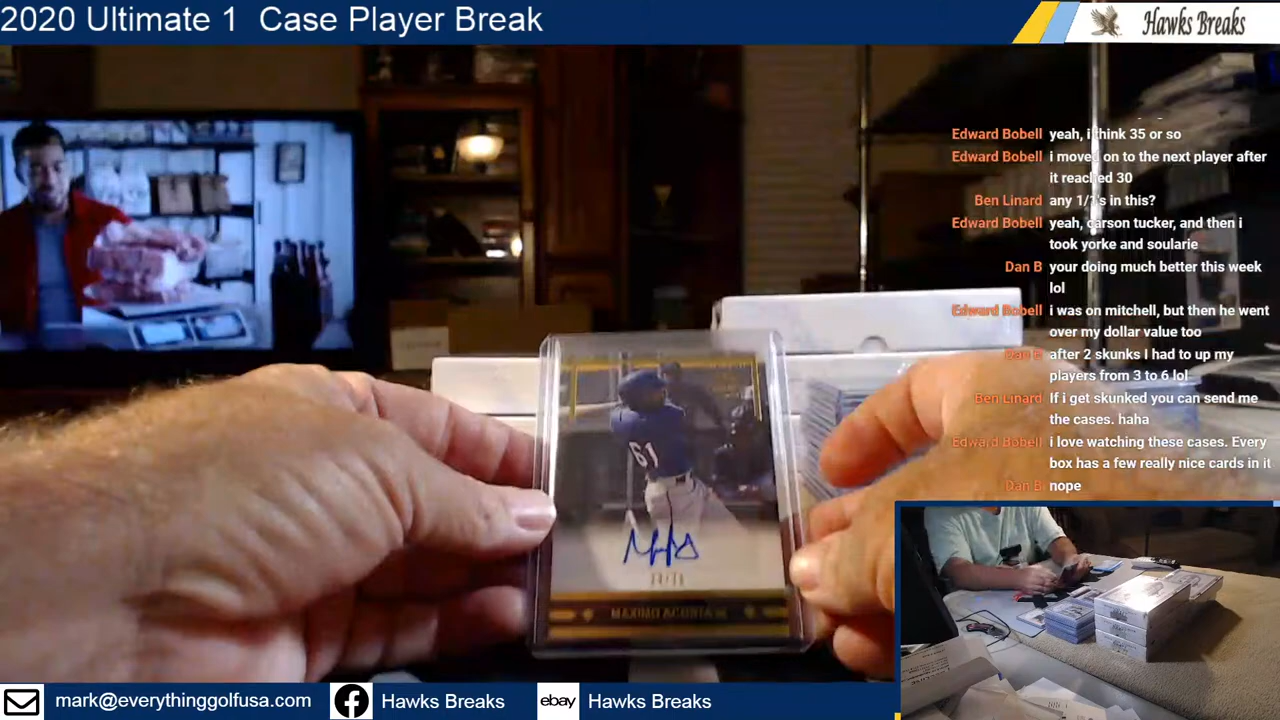 2020 Ultimate 1 Case Player Break
Hawks Breaks
Edward Bobell yeah, i think 35 or so
Edward Bobell i moved on to the next player after
it reached 30
Ben Linard any 1/1's in this?
Edward Bobell yeah, carson tucker, and then i
took yorke and soularie
Dan B your doing much better this week
lol
Edward Bobell i was on mitchell, but then he went
over my dollar value too
Dan B after 2 skunks I had to up my
players from 3 to 6 lol
Ben Linard If i get skunked you can send me
the cases. haha
Edward Bobell i love watching these cases. Every
box has a few really nice cards in it
Dan B nope
61
MAXIMO ACOSTA
mark@everythinggolfusa.com
Hawks Breaks
ebay
Hawks Breaks